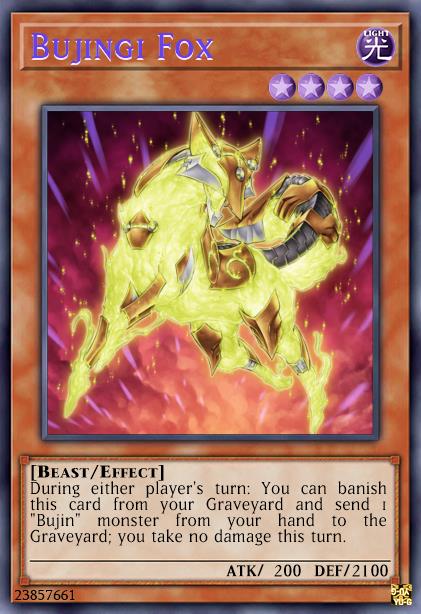 Bujingi Fox
LIGHT
光
[Beast/Effect]
During either player's turn: You can banish
this card from your Graveyard and send 1
"Bujin" monster from your hand to the
Graveyard; you take no damage this turn.
ATK/ 200 DEF/2100
23857661